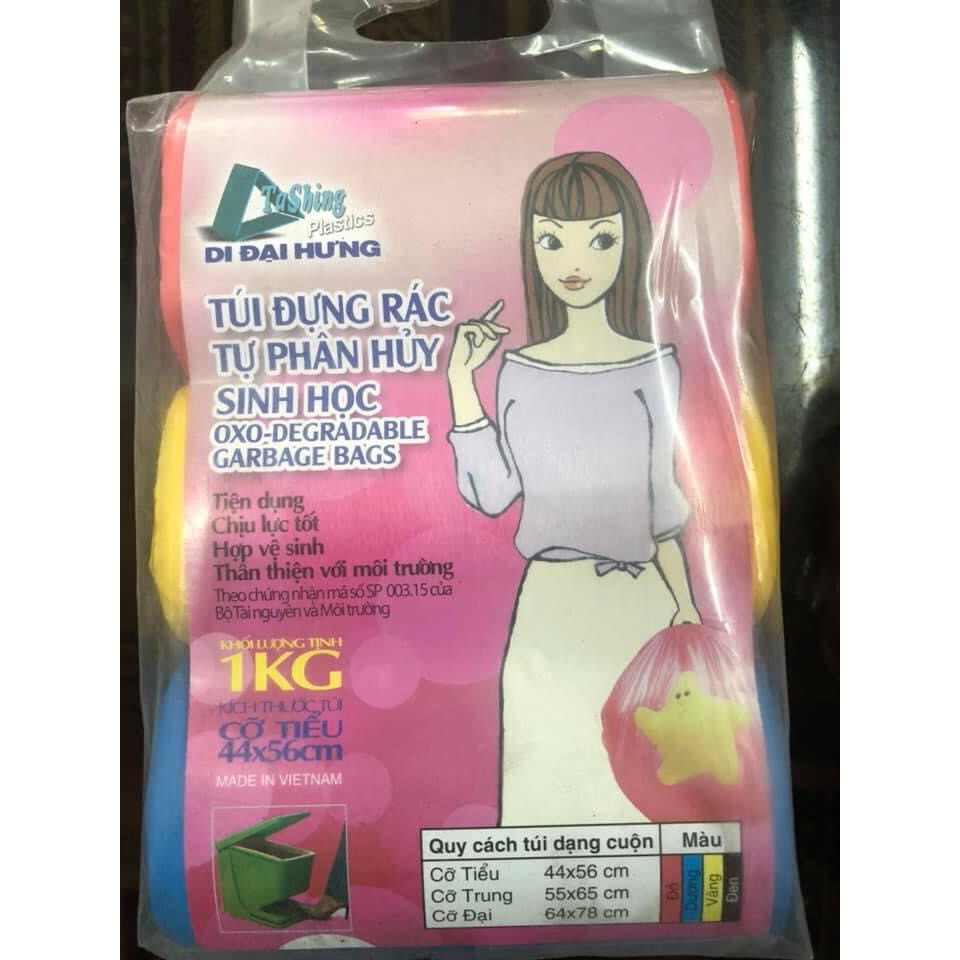 TaShing
Plastics
DI ĐẠI HƯNG
TÚI ĐỰNG RÁC
TỰ PHÂN HỦY
SINH HỌC
OXO-DEGRADABLE
GARBAGE BAGS
Tiện dụng
Chịu lực tốt
Hợp vệ sinh
Thân thiện với môi trường
Theo chứng nhận mã số SP 003.15 của
Bộ Tài nguyên và Môi trường
KHỐI LƯỢNG TỊNH
1KG
KÍCH THƯỚC TÚI
CỠ TIỂU
44x56cm
MADE IN VIETNAM
Quy cách túi dạng cuộn Màu
Cỡ Tiểu 44x56 cm
Cỡ Trung 55x65 cm
Cỡ Đại 64x78 cm
Đỏ
Dương
Vàng
Đen